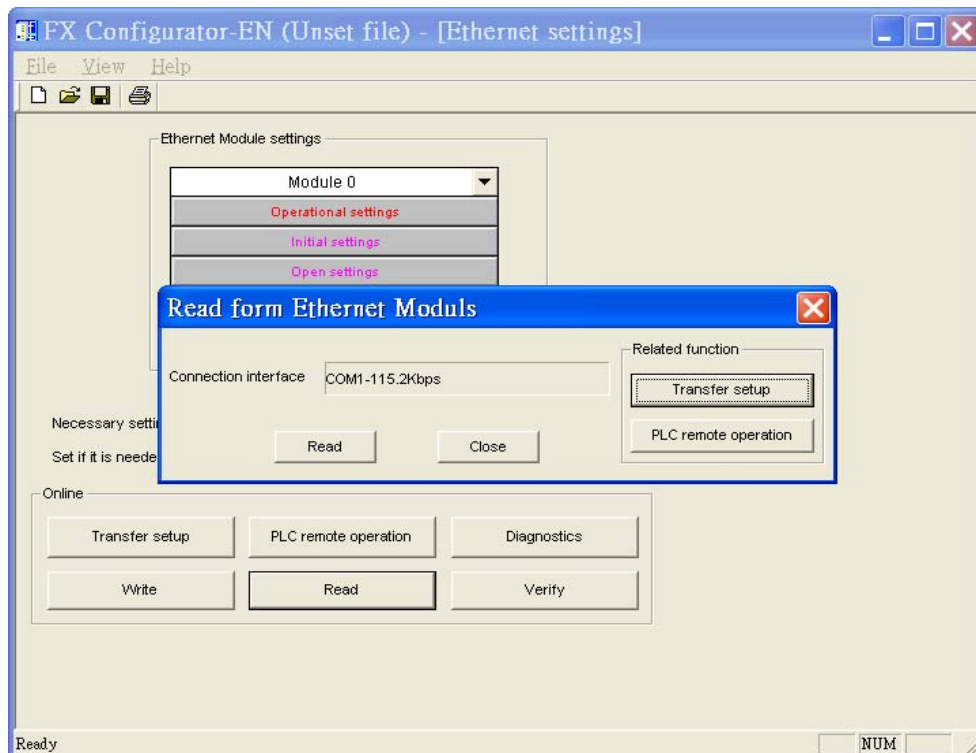 FX Configurator-EN (Unset file) - [Ethernet settings]
File View Help
Ethernet Module settings
Module 0
Operational settings
Initial settings
Open settings
Read form Ethernet Moduls
Related function
Connection interface COM1-115.2Kbps
Transfer setup
PLC remote operation
Read Close
Necessary setti
Set if it is neede
Online
Transfer setup PLC remote operation Diagnostics
Write Read Verify
Ready NUM